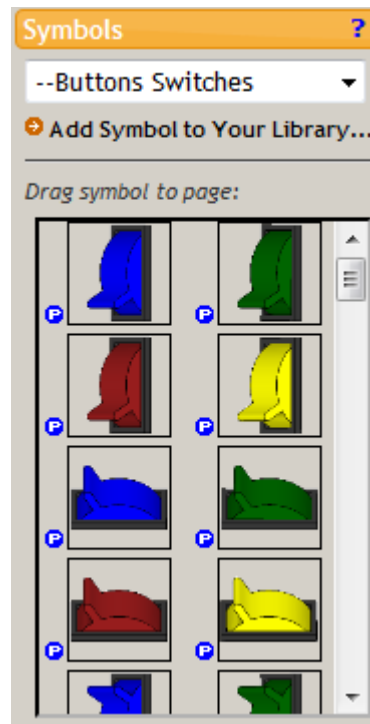 Symbols ?
--Buttons Switches
Add Symbol to Your Library...
Drag symbol to page:
P P
P P
P P
P P